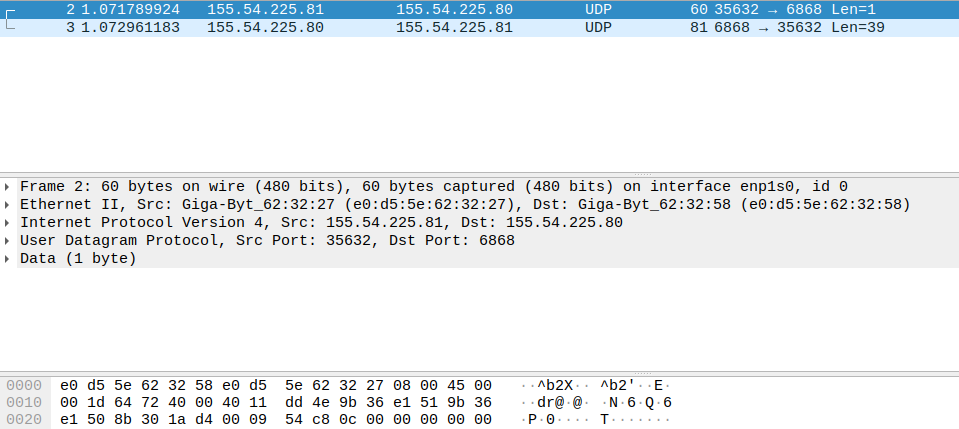 2 1.071789924 155.54.225.81 155.54.225.80 UDP 60 35632 → 6868 Len=1
3 1.072961183 155.54.225.80 155.54.225.81 UDP 81 6868 → 35632 Len=39
Frame 2: 60 bytes on wire (480 bits), 60 bytes captured (480 bits) on interface enp1s0, id 0
Ethernet II, Src: Giga-Byt_62:32:27 (e0:d5:5e:62:32:27), Dst: Giga-Byt_62:32:58 (e0:d5:5e:62:32:58)
Internet Protocol Version 4, Src: 155.54.225.81, Dst: 155.54.225.80
User Datagram Protocol, Src Port: 35632, Dst Port: 6868
Data (1 byte)
0000 e0 d5 5e 62 32 58 e0 d5 5e 62 32 27 08 00 45 00 ··^b2X·· ^b2'··E·
0010 00 1d 64 72 40 00 40 11 dd 4e 9b 36 e1 51 9b 36 ··dr@·@· ·N·6·Q·6
0020 e1 50 8b 30 1a d4 00 09 54 c8 0c 00 00 00 00 00 ·P·0···· T·······